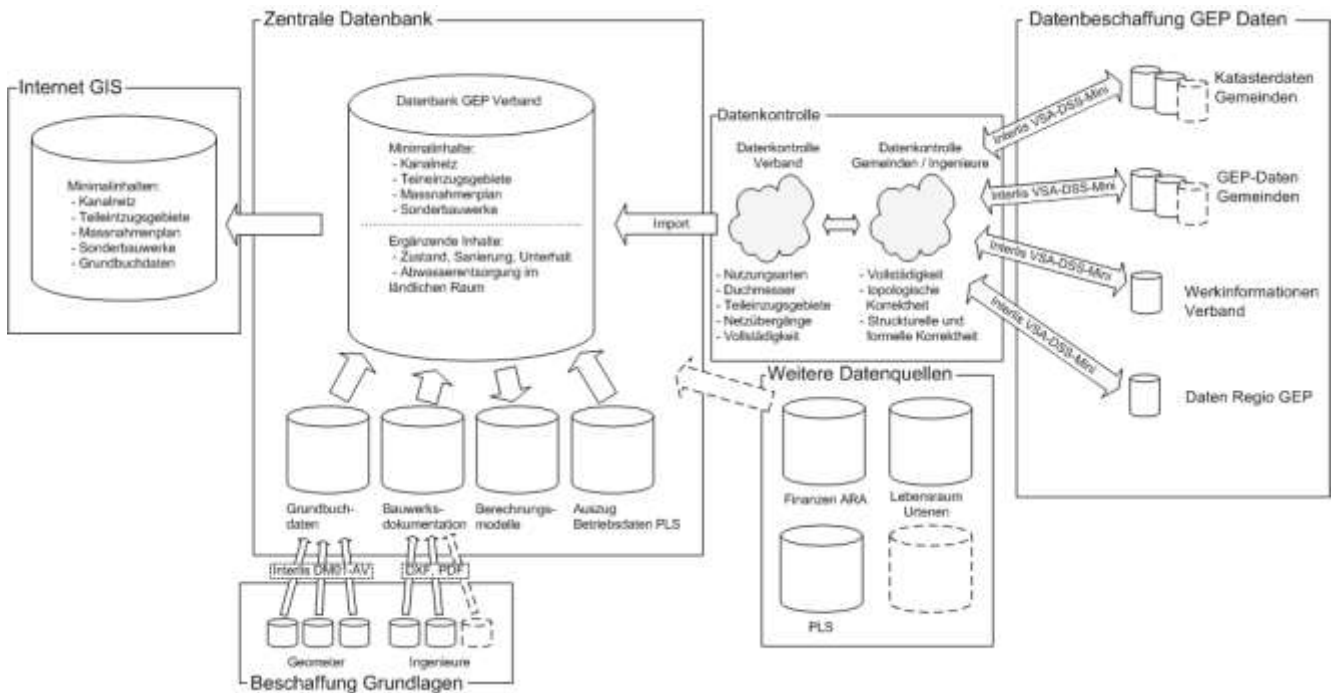 Zentrale Datenbank
Datenbeschaffung GEP Daten
Internet GIS
Minimalinhalten:
- Kanalnetz
- Teileinzugsgebiete
- Massnahmenplan
- Sonderbauwerke
- Grundbuchdaten
Datenbank GEP Verband
Minimalinhalte:
- Kanalnetz
- Teineinzugsgebiete
- Massnahmenplan
- Sonderbauwerke
Ergänzende Inhalte:
- Zustand, Sanierung, Unterhalt
- Abwasserentsorgung im
ländlichen Raum
Import
Datenkontrolle
Datenkontrolle
Verband
Datenkontrolle
Gemeinden / Ingenieure
- Nutzungsarten
- Duchmesser
- Teileinzugsgebiete
- Netzübergänge
- Vollstädigkeit
- Vollstädigkeit
- topologische
Korrektheit
- Strukturelle und
formelle Korrektheit
Interlis VSA-DSS-Mini
Interlis VSA-DSS-Mini
Interlis VSA-DSS-Mini
Interlis VSA-DSS-Mini
Katasterdaten
Gemeinden
GEP-Daten
Gemeinden
Werkinformationen
Verband
Daten Regio GEP
Weitere Datenquellen
Finanzen ARA
Lebensraum
Urtenen
PLS
Grundbuch-
daten
Bauwerks-
dokumentation
Berechnungs-
modelle
Auszug
Betriebsdaten PLS
Interlis DM01-AV
DXF, PDF
Geometer
Ingenieure
Beschaffung Grundlagen